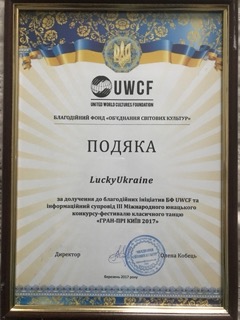 UWCF
UNITED WORLD CULTURES FOUNDATION
БЛАГОДІЙНИЙ ФОНД «ОБ'ЄДНАННЯ СВІТОВИХ КУЛЬТУР»
ПОДЯКА
LuckyUkraine
за долучення до благодійних ініціатив БФ UWCF та
інформаційний супровід III Міжнародного юнацького
конкурсу-фестивалю класичного танцю
«ГРАН-ПРІ КИЇВ 2017»
Директор
Олена Кобець
березень 2017 року